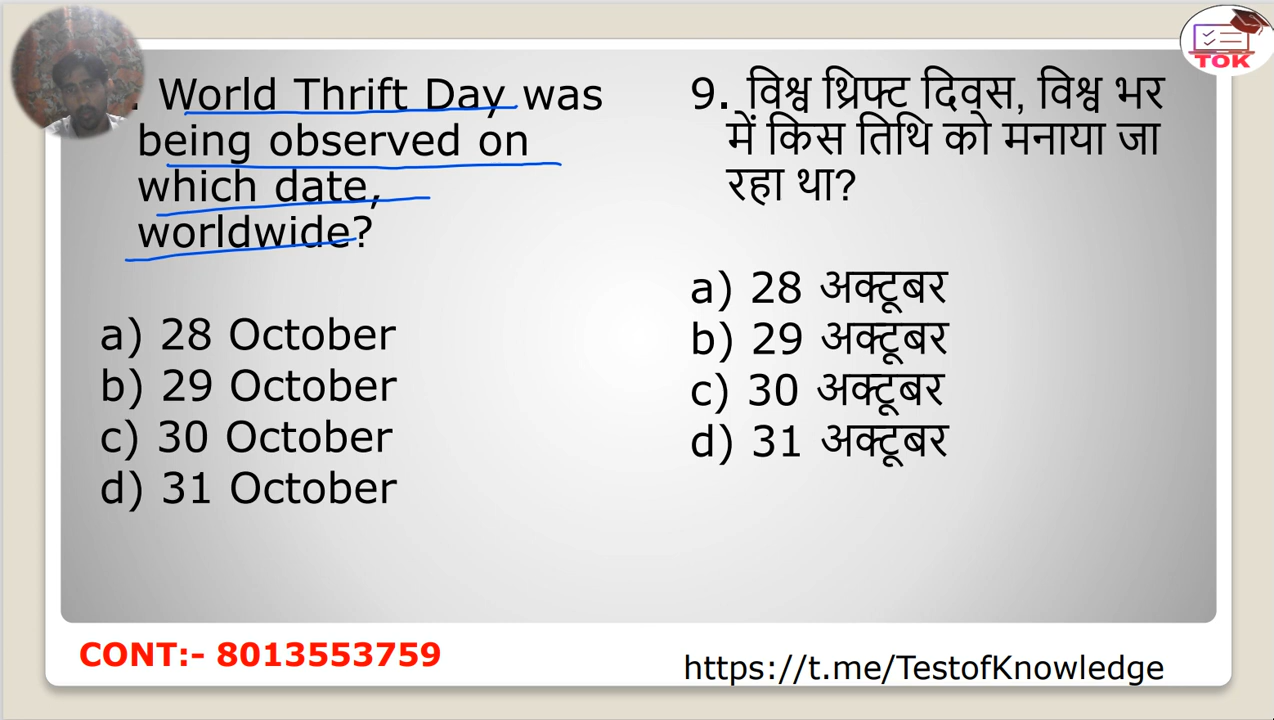 World Thrift Day was
being observed on
which date,
worldwide?
a) 28 October
b) 29 October
c) 30 October
d) 31 October
9. विश्व थ्रिफ्ट दिवस, विश्व भर
में किस तिथि को मनाया जा
रहा था?
a) 28 अक्टूबर
b) 29 अक्टूबर
c) 30 अक्टूबर
d) 31 अक्टूबर
CONT:- 8013553759
https://t.me/TestofKnowledge
TOK